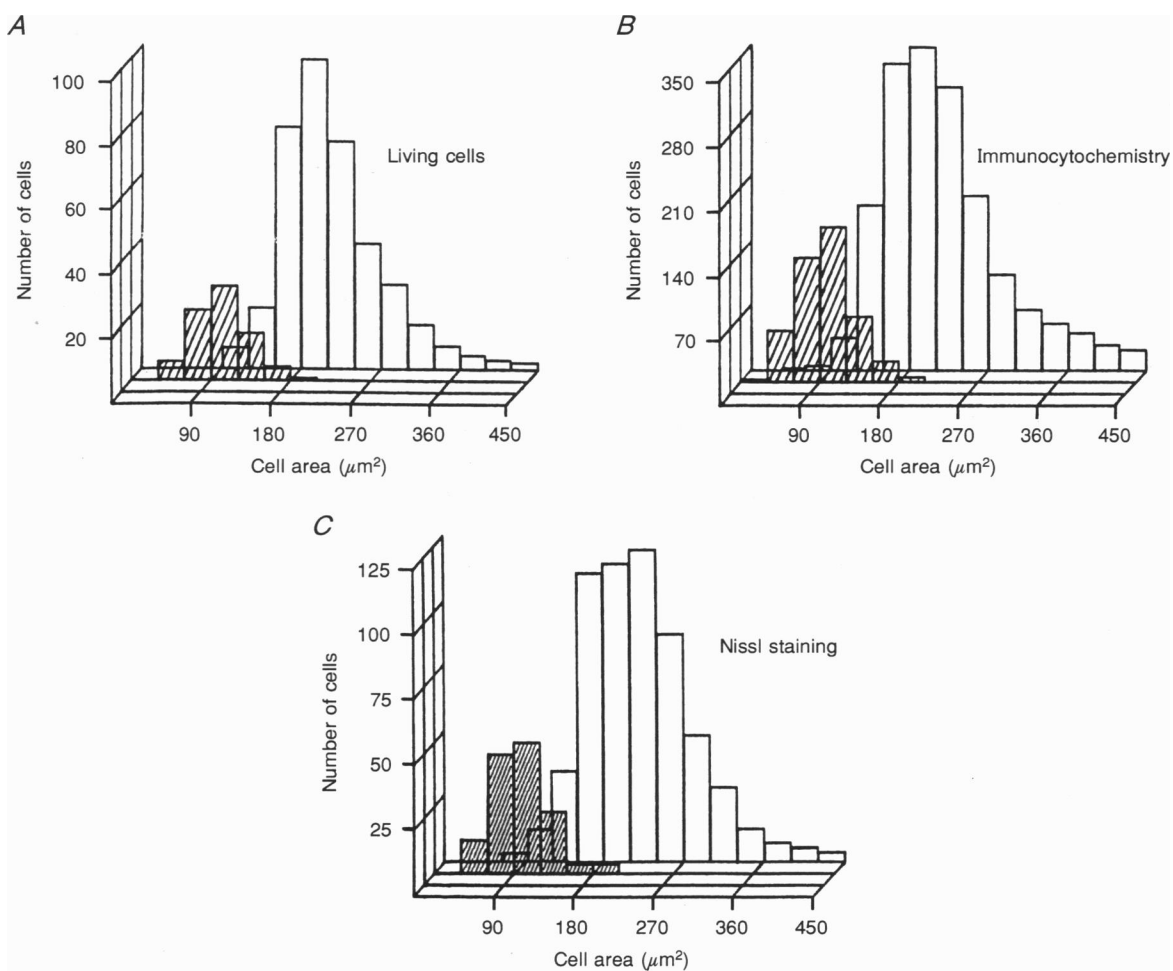 A
B
100
80
60
40
20
Number of cells
Living cells
90
180
270
360
450
Cell area (μm²)
350
280
210
140
70
Number of cells
Immunocytochemistry
90
180
270
360
450
Cell area (μm²)
C
125
100
75
50
25
Number of cells
Nissl staining
90
180
270
360
450
Cell area (μm²)